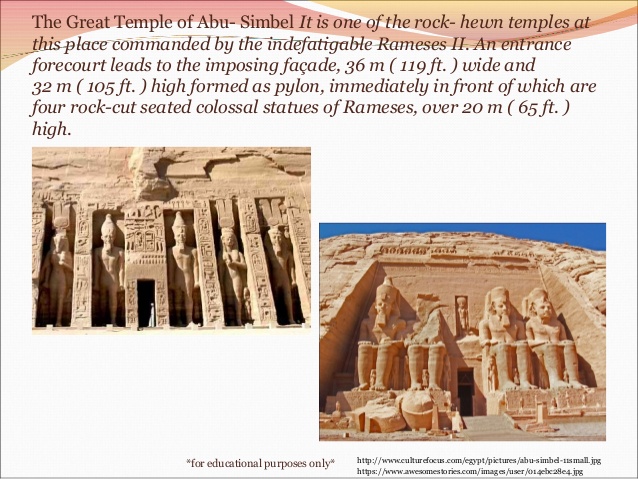 The Great Temple of Abu- Simbel It is one of the rock- hewn temples at
this place commanded by the indefatigable Rameses II. An entrance
forecourt leads to the imposing façade, 36 m ( 119 ft. ) wide and
32 m ( 105 ft. ) high formed as pylon, immediately in front of which are
four rock-cut seated colossal statues of Rameses, over 20 m ( 65 ft. )
high.
*for educational purposes only*
http://www.culturefocus.com/egypt/pictures/abu-simbel-11small.jpg
https://www.awesomestories.com/images/user/014ebc28e4.jpg